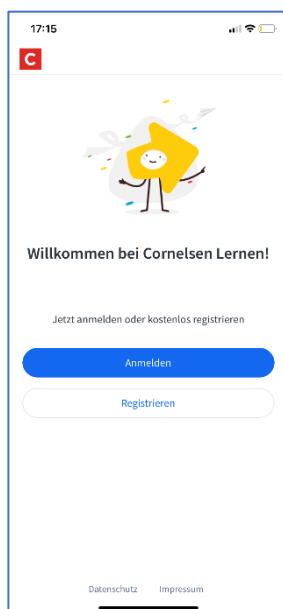 17:15
C
Willkommen bei Cornelsen Lernen!
Jetzt anmelden oder kostenlos registrieren
Anmelden
Registrieren
Datenschutz Impressum